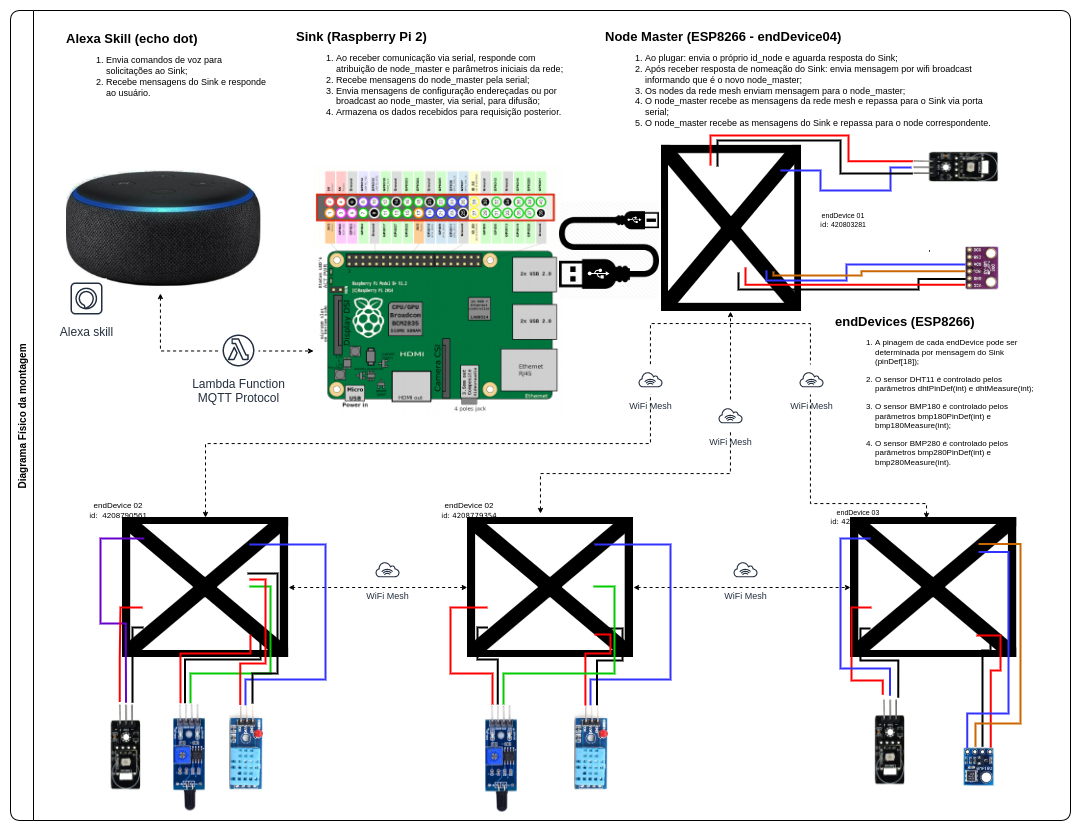 Diagrama Físico da montagem
Alexa Skill (echo dot)
1. Envia comandos de voz para
solicitações ao Sink;
2. Recebe mensagens do Sink e responde
ao usuário.
Sink (Raspberry Pi 2)
1. Ao receber comunicação via serial, responde com
atribuição de node_master e parâmetros iniciais da rede;
2. Recebe mensagens do node_master pela serial;
3. Envia mensagens de configuração endereçadas ou por
broadcast ao node_master, via serial, para difusão;
4. Armazena os dados recebidos para requisição posterior.
Node Master (ESP8266 - endDevice04)
1. Ao plugar: envia o próprio id_node e aguarda resposta do Sink;
2. Após receber resposta de nomeação do Sink: envia mensagem por wifi broadcast
informando que é o novo node_master;
3. Os nodes da rede mesh enviam mensagem para o node_master;
4. O node_master recebe as mensagens da rede mesh e repassa para o Sink via porta
serial;
5. O node_master recebe as mensagens do Sink e repassa para o node correspondente.
endDevice 01
id: 420803281
Raspberry Pi Model B+ V1.2
(C)Raspberry Pi 2014
CPU/GPU
Broadcom
BCM2835
Display DSI
HDMI
Camera CSI
2x USB 2.0
2x USB 2.0
Ethernet
Rj45
Ethernet
Micro
USB
Power in
HDMI out
4 poles jack
Alexa skill
Lambda Function
MQTT Protocol
endDevices (ESP8266)
1. A pinagem de cada endDevice pode ser
determinada por mensagem do Sink
(pinDef[18]);
2. O sensor DHT11 é controlado pelos
parâmetros dhtPinDef(int) e dhtMeasure(int);
3. O sensor BMP180 é controlado pelos
parâmetros bmp180PinDef(int) e
bmp180Measure(int);
4. O sensor BMP280 é controlado pelos
parâmetros bmp280PinDef(int) e
bmp280Measure(int).
WiFi Mesh
WiFi Mesh
WiFi Mesh
endDevice 02
id: 4208790561
endDevice 02
id: 4208779354
endDevice 03
id: 42
WiFi Mesh
WiFi Mesh